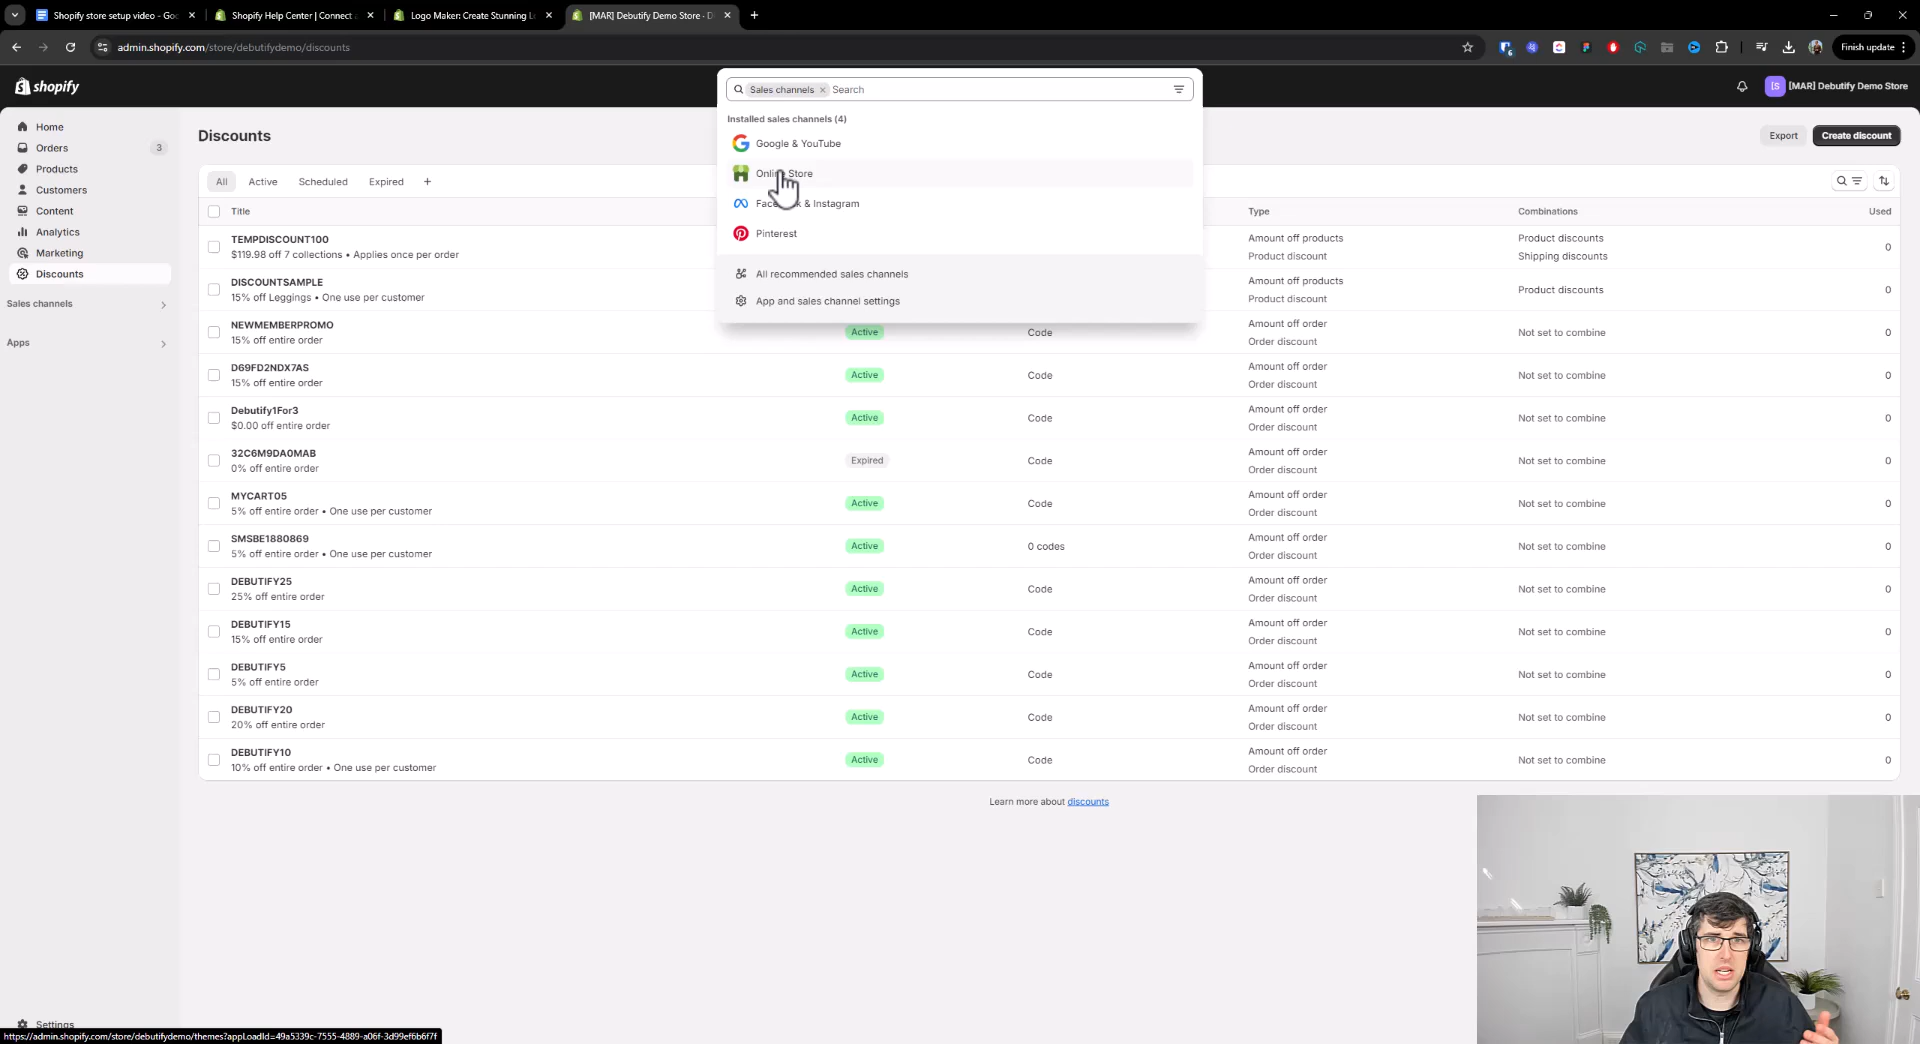 Shopify store setup video - Goo
Shopify Help Center | Connect a
Logo Maker: Create Stunning L
[MAR] Debutify Demo Store · D
admin.shopify.com/store/debutifydemo/discounts
Finish update
shopify
Sales channels
Search
[MAR] Debutify Demo Store
Installed sales channels (4)
Google & YouTube
Online Store
Facebook & Instagram
Pinterest
All recommended sales channels
App and sales channel settings
Home
Orders 3
Products
Customers
Content
Analytics
Marketing
Discounts
Sales channels
Apps
Settings
Discounts
Export
Create discount
All Active Scheduled Expired +
Title Type Combinations Used
TEMPDISCOUNT100 Amount off products Product discounts
$119.98 off 7 collections • Applies once per order Product discount Shipping discounts 0
DISCOUNTSAMPLE Amount off products
15% off Leggings • One use per customer Product discount Product discounts 0
NEWMEMBERPROMO Active Code Amount off order Not set to combine
15% off entire order Order discount
D69FD2NDX7AS Active Code Amount off order Not set to combine 0
15% off entire order Order discount
Debutify1For3 Active Code Amount off order Not set to combine 0
$0.00 off entire order Order discount
32C6M9DA0MAB Expired Code Amount off order Not set to combine 0
0% off entire order Order discount
MYCART05 Active Code Amount off order Not set to combine 0
5% off entire order • One use per customer Order discount
SMSBE1880869 Active 0 codes Amount off order Not set to combine 0
5% off entire order • One use per customer Order discount
DEBUTIFY25 Active Code Amount off order Not set to combine 0
25% off entire order Order discount
DEBUTIFY15 Active Code Amount off order Not set to combine 0
15% off entire order Order discount
DEBUTIFY5 Active Code Amount off order Not set to combine 0
5% off entire order Order discount
DEBUTIFY20 Active Code Amount off order Not set to combine 0
20% off entire order Order discount
DEBUTIFY10 Active Code Amount off order Not set to combine 0
10% off entire order • One use per customer Order discount
Learn more about discounts
https://admin.shopify.com/store/debutifydemo/themes?appLoadId=49a5339c-7555-4889-a06f-3d99ef6b6f7f